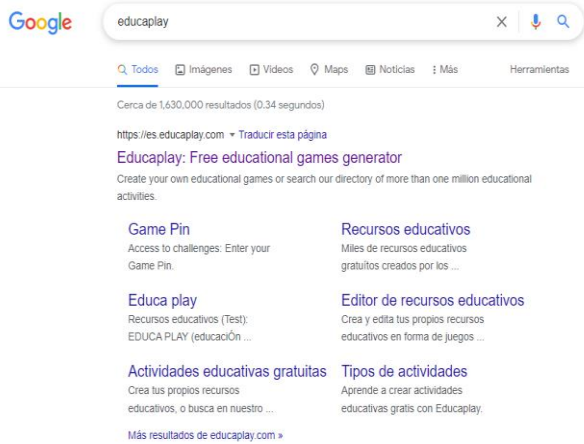 Google
educaplay
Todos Imágenes Videos Maps Noticias Más Herramientas
Cerca de 1,630,000 resultados (0.34 segundos)
https://es.educaplay.com Traducir esta página
Educaplay: Free educational games generator
Create your own educational games or search our directory of more than one million educational
activities.
Game Pin
Access to challenges: Enter your
Game Pin.
Recursos educativos
Miles de recursos educativos
gratuítos creados por los ...
Educa play
Recursos educativos (Test):
EDUCA PLAY (educaciÓn ...
Editor de recursos educativos
Crea y edita tus propios recursos
educativos en forma de juegos ...
Actividades educativas gratuitas
Crea tus propios recursos
educativos, o busca en nuestro ...
Tipos de actividades
Aprende a crear actividades
educativas gratis con Educaplay.
Más resultados de educaplay.com »